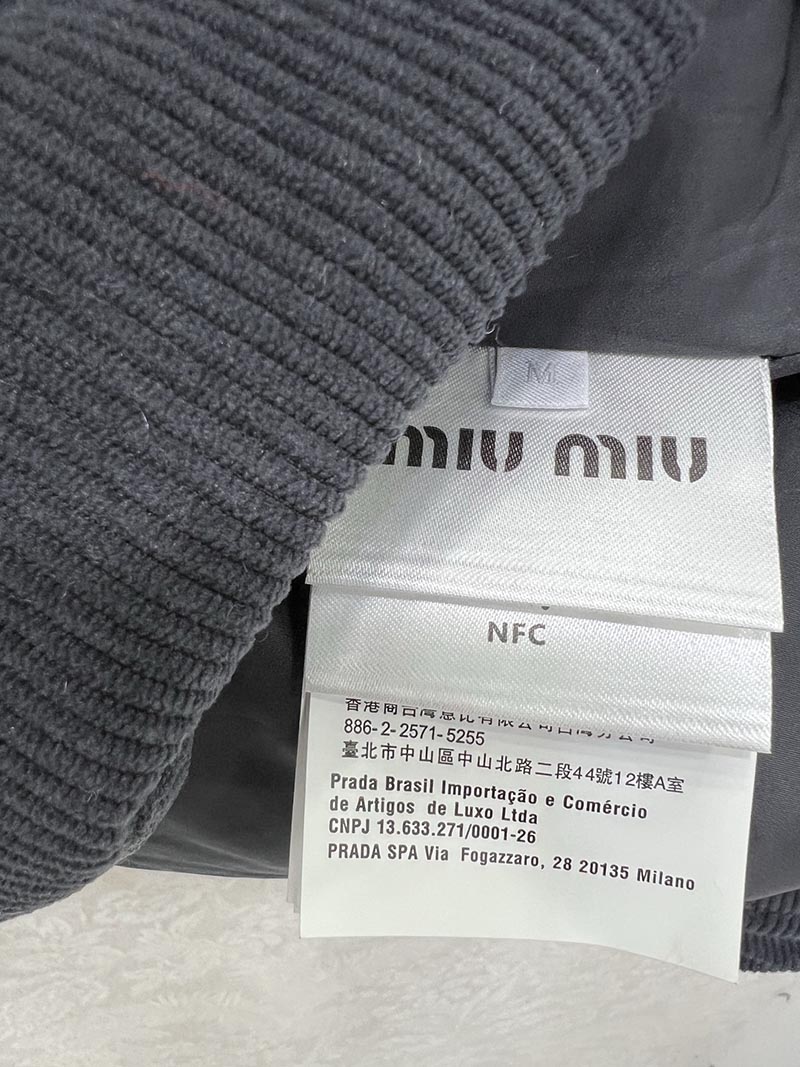 M
miu miu
NFC
886-2-2571-5255
臺北市中山區中山北路二段44號12樓A室
Prada Brasil Importação e Comércio
de Artigos de Luxo Ltda
CNPJ 13.633.271/0001-26
PRADA SPA Via Fogazzaro, 28 20135 Milano